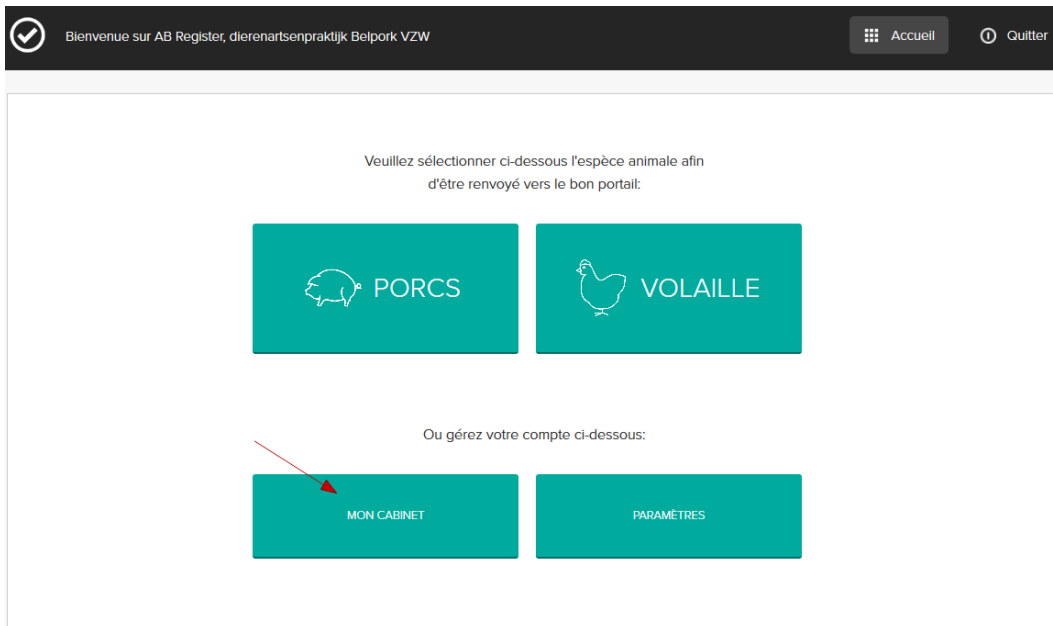 Bienvenue sur AB Register, dierenartsenpraktijk Belpork VZW
Accueil
Quitter
Veuillez sélectionner ci-dessous l'espèce animale afin
d'être renvoyé vers le bon portail:
PORCS
VOLAILLE
Ou gérez votre compte ci-dessous:
MON CABINET
PARAMÈTRES